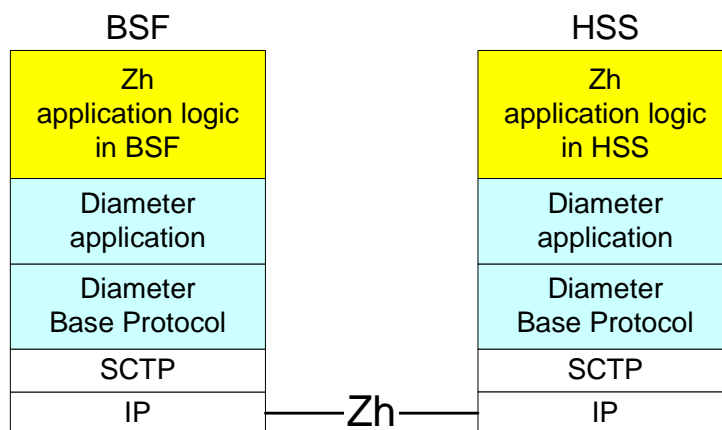 BSF
Zh
application logic
in BSF
Diameter
application
Diameter
Base Protocol
SCTP
IP
Zh
HSS
Zh
application logic
in HSS
Diameter
application
Diameter
Base Protocol
SCTP
IP